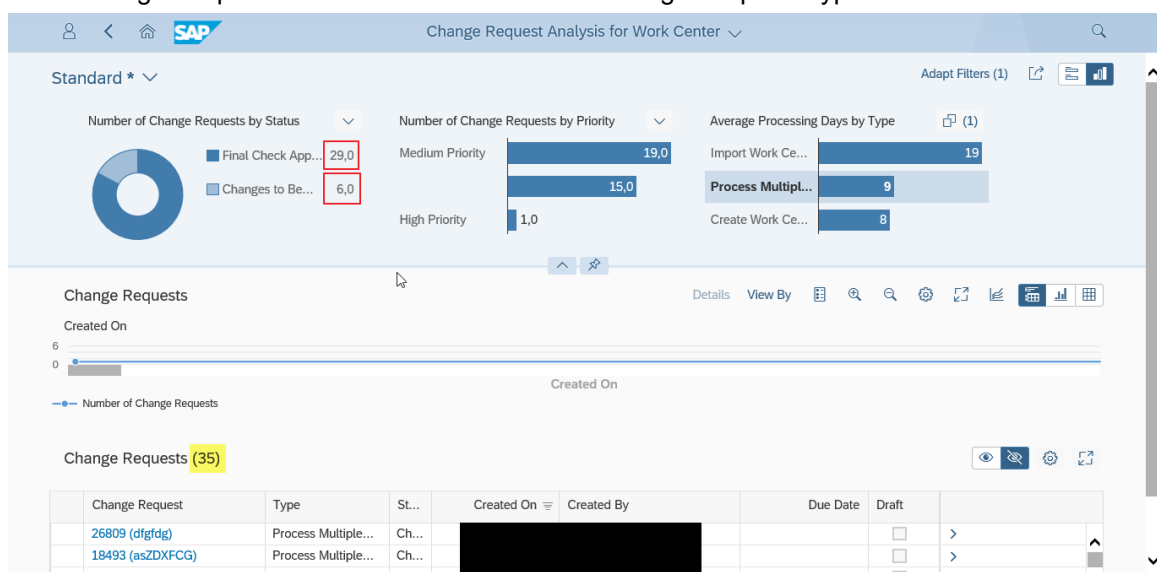 SAP
Change Request Analysis for Work Center
Standard *
Adapt Filters (1)
Number of Change Requests by Status
Final Check App... 29,0
Changes to Be... 6,0
Number of Change Requests by Priority
Medium Priority 19,0
15,0
High Priority 1,0
Average Processing Days by Type (1)
Import Work Ce... 19
Process Multipl... 9
Create Work Ce... 8
Change Requests
Details View By
Created On
6
0
Created On
Number of Change Requests
Change Requests (35)
Change Request Type St... Created On Created By Due Date Draft
26809 (dfgfdg) Process Multiple... Ch...
18493 (asZDXFCG) Process Multiple... Ch...